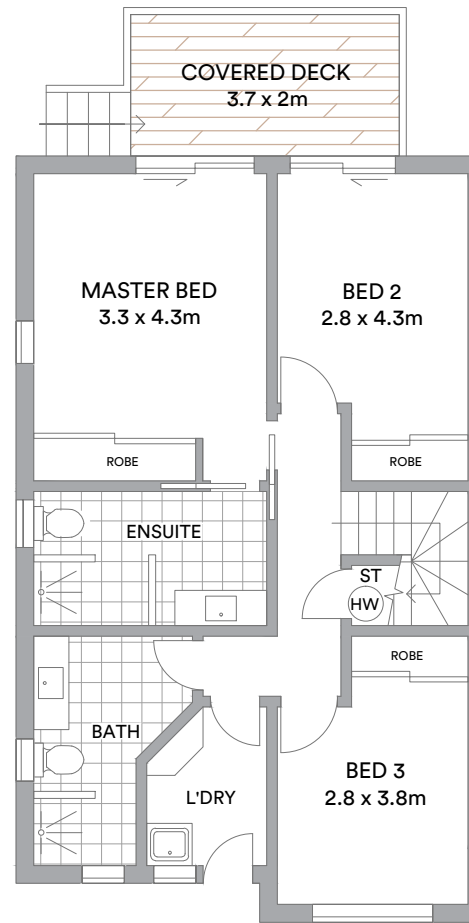 COVERED DECK
3.7 x 2m
MASTER BED
3.3 x 4.3m
BED 2
2.8 x 4.3m
ROBE
ROBE
ENSUITE
ST
HW
ROBE
BATH
L'DRY
BED 3
2.8 x 3.8m